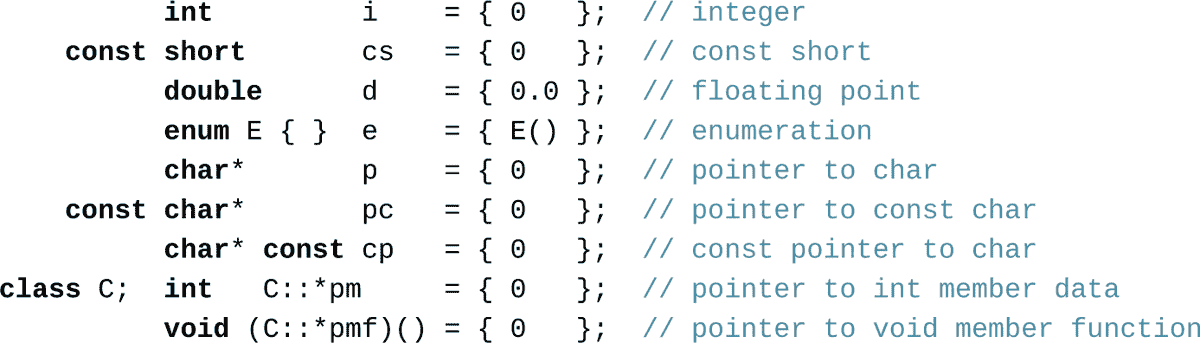 int i = { 0 }; // integer
const short cs = { 0 }; // const short
double d = { 0.0 }; // floating point
enum E { } e = { E() }; // enumeration
char* p = { 0 }; // pointer to char
const char* pc = { 0 }; // pointer to const char
char* const cp = { 0 }; // const pointer to char
class C; int C::*pm = { 0 }; // pointer to int member data
void (C::*pmf)() = { 0 }; // pointer to void member function